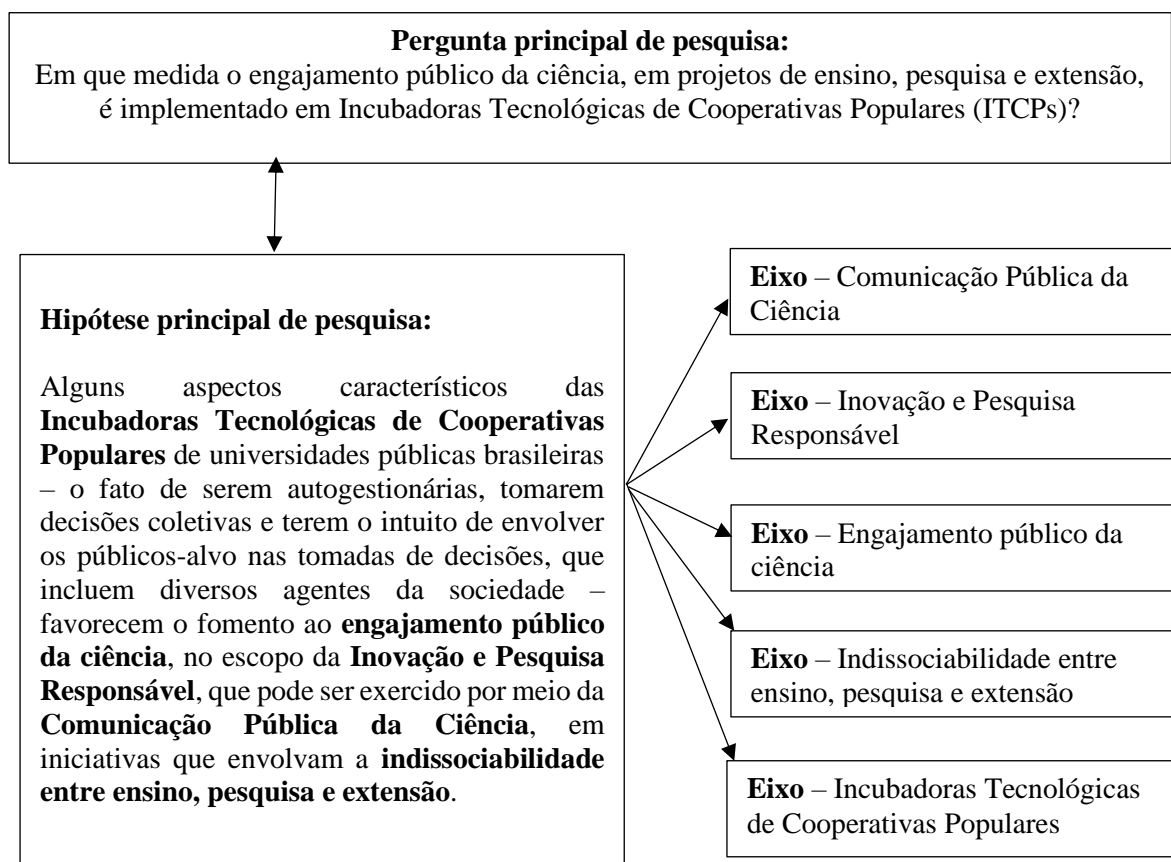 Pergunta principal de pesquisa:
Em que medida o engajamento público da ciência, em projetos de ensino, pesquisa e extensão,
é implementado em Incubadoras Tecnológicas de Cooperativas Populares (ITCPs)?
Hipótese principal de pesquisa:
Alguns aspectos característicos das
Incubadoras Tecnológicas de Cooperativas
Populares de universidades públicas brasileiras
– o fato de serem autogestionárias, tomarem
decisões coletivas e terem o intuito de envolver
os públicos-alvo nas tomadas de decisões, que
incluem diversos agentes da sociedade –
favorecem o fomento ao engajamento público
da ciência, no escopo da Inovação e Pesquisa
Responsável, que pode ser exercido por meio da
Comunicação Pública da Ciência, em
iniciativas que envolvam a indissociabilidade
entre ensino, pesquisa e extensão.
Eixo – Comunicação Pública da
Ciência
Eixo – Inovação e Pesquisa
Responsável
Eixo – Engajamento público da
ciência
Eixo – Indissociabilidade entre
ensino, pesquisa e extensão
Eixo – Incubadoras Tecnológicas
de Cooperativas Populares